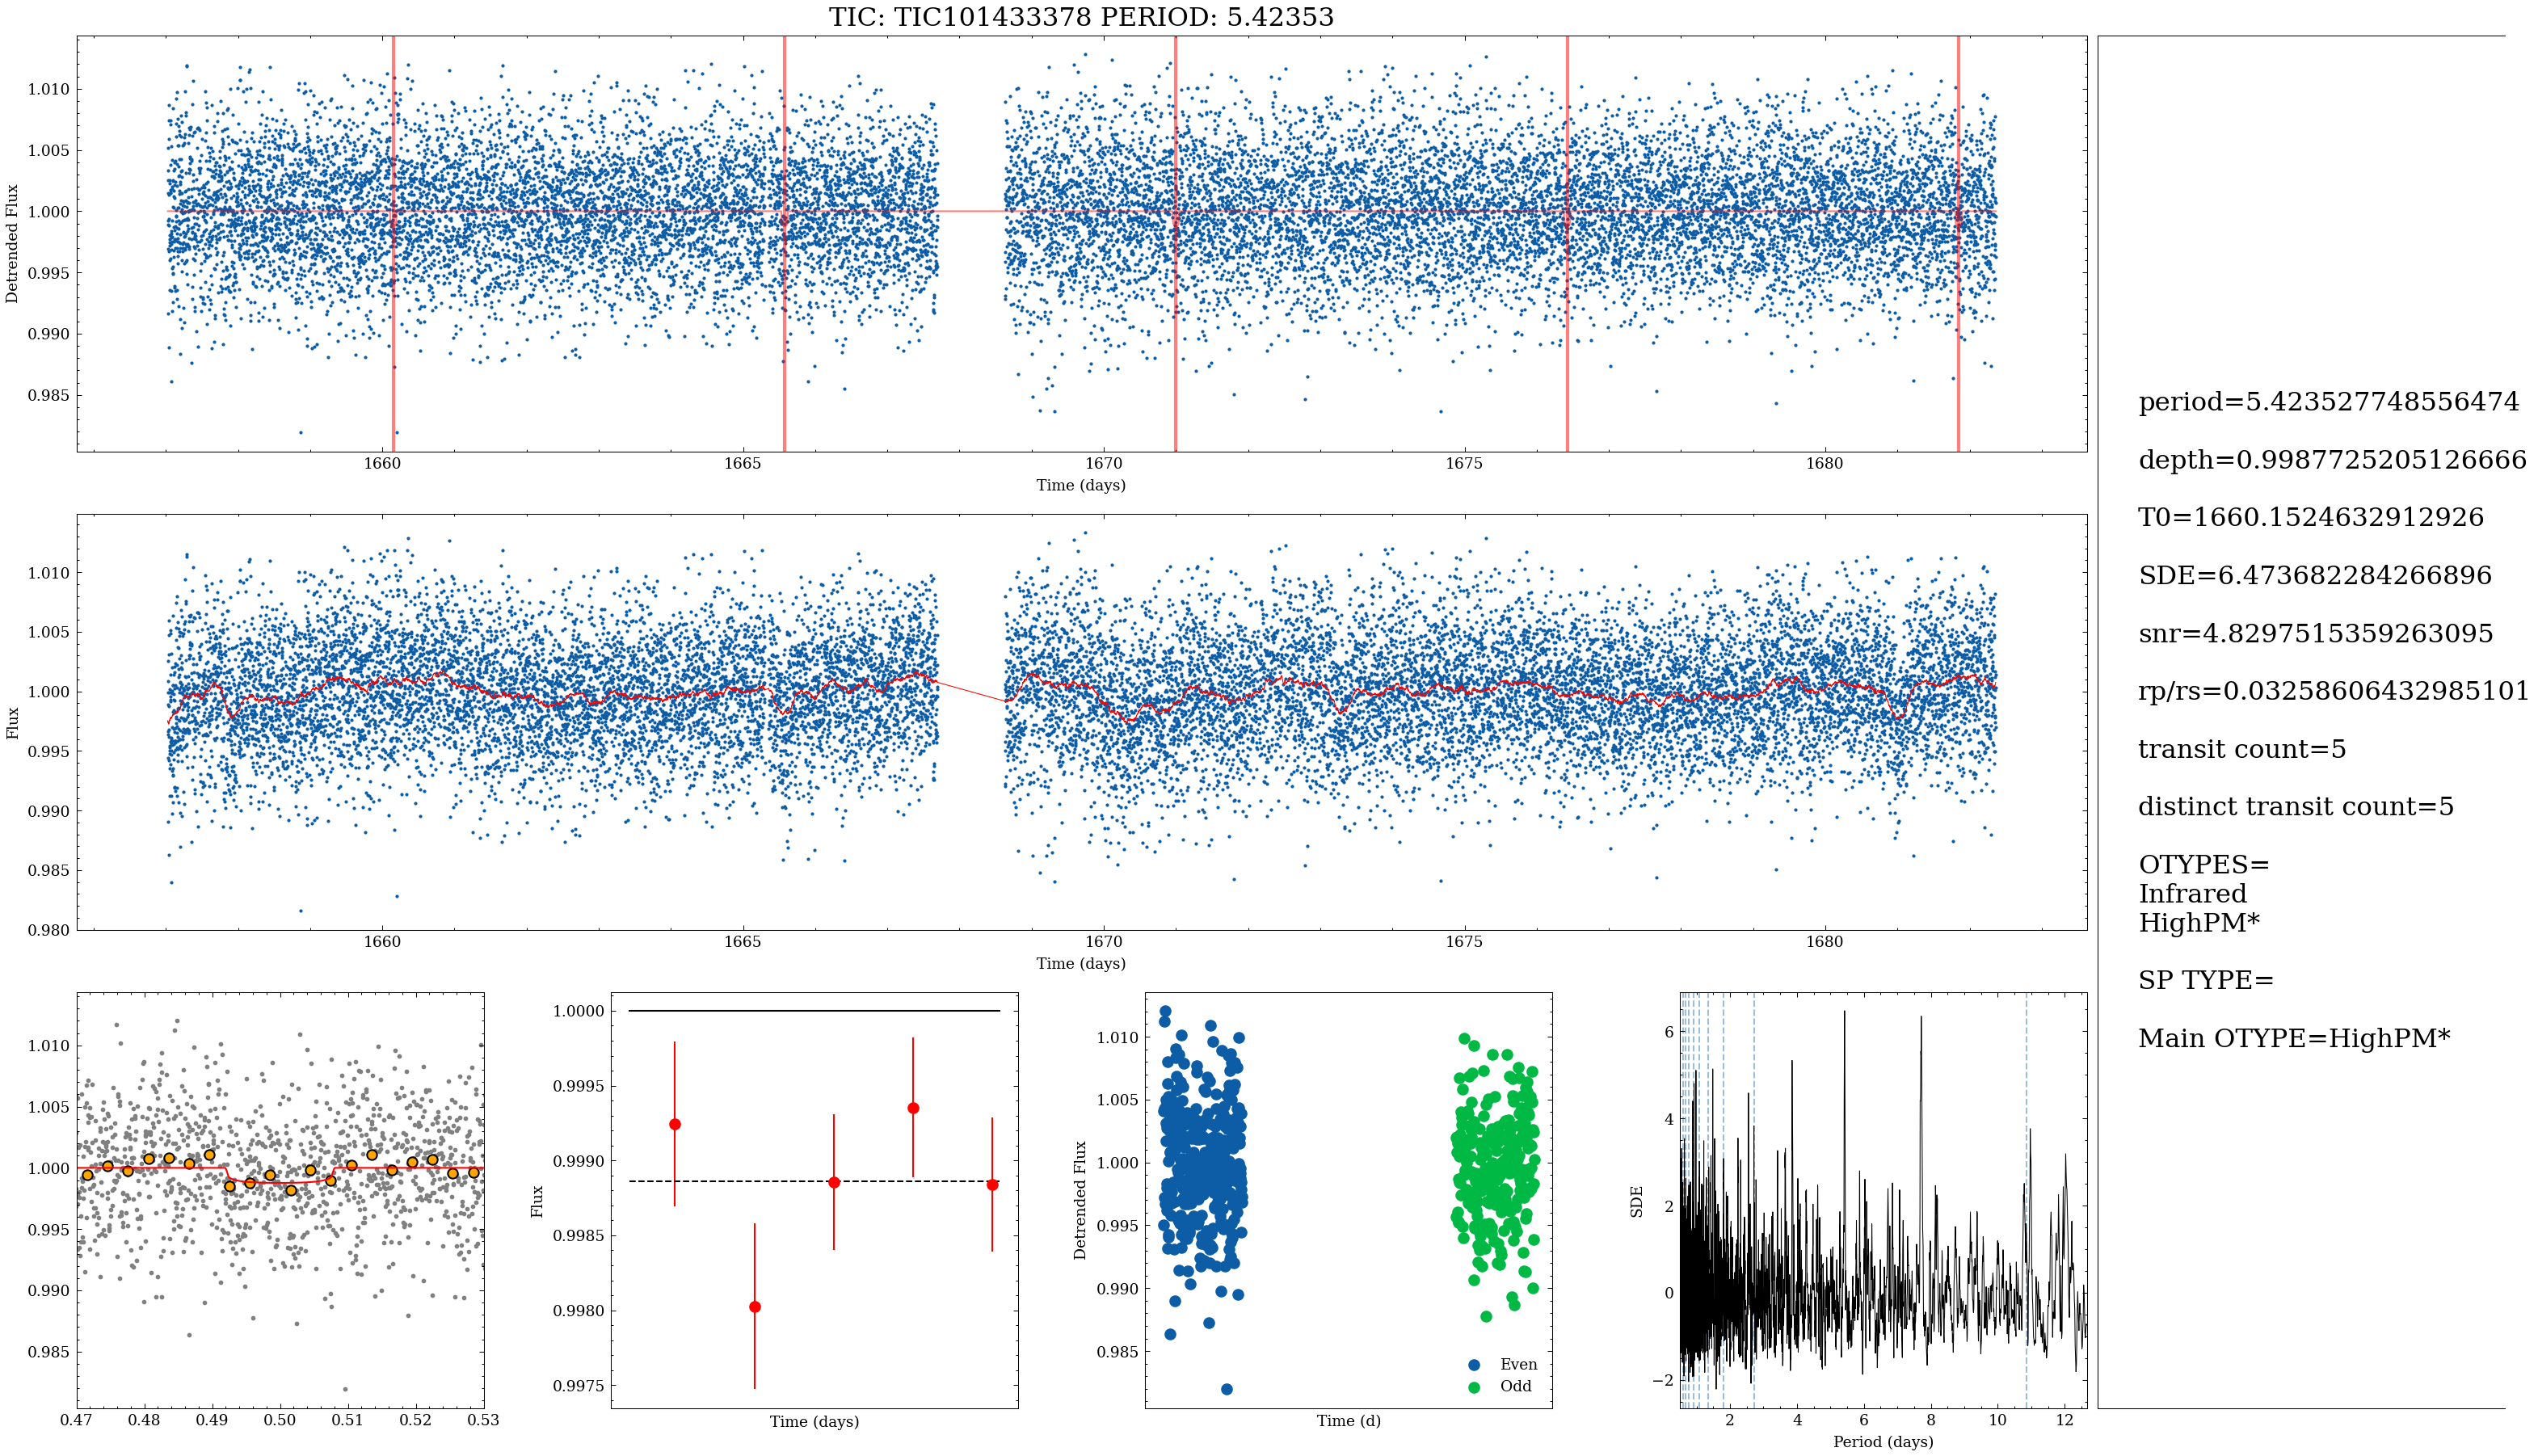 TIC: TIC101433378 PERIOD: 5.42353
Detrended Flux
1.010
1.005
1.000
0.995
0.990
0.985
1660
1665
1670
1675
1680
Time (days)
Flux
1.010
1.005
1.000
0.995
0.990
0.985
0.980
1660
1665
1670
1675
1680
Time (days)
1.010
1.005
1.000
0.995
0.990
0.985
0.47
0.48
0.49
0.50
0.51
0.52
0.53
Flux
1.0000
0.9995
0.9990
0.9985
0.9980
0.9975
Time (days)
Detrended Flux
1.010
1.005
1.000
0.995
0.990
0.985
Even
Odd
Time (d)
SDE
6
4
2
0
−2
2
4
6
8
10
12
Period (days)
period=5.423527748556474
depth=0.9987725205126666
T0=1660.1524632912926
SDE=6.473682284266896
snr=4.8297515359263095
rp/rs=0.03258606432985101
transit count=5
distinct transit count=5
OTYPES=
Infrared
HighPM*
SP TYPE=
Main OTYPE=HighPM*